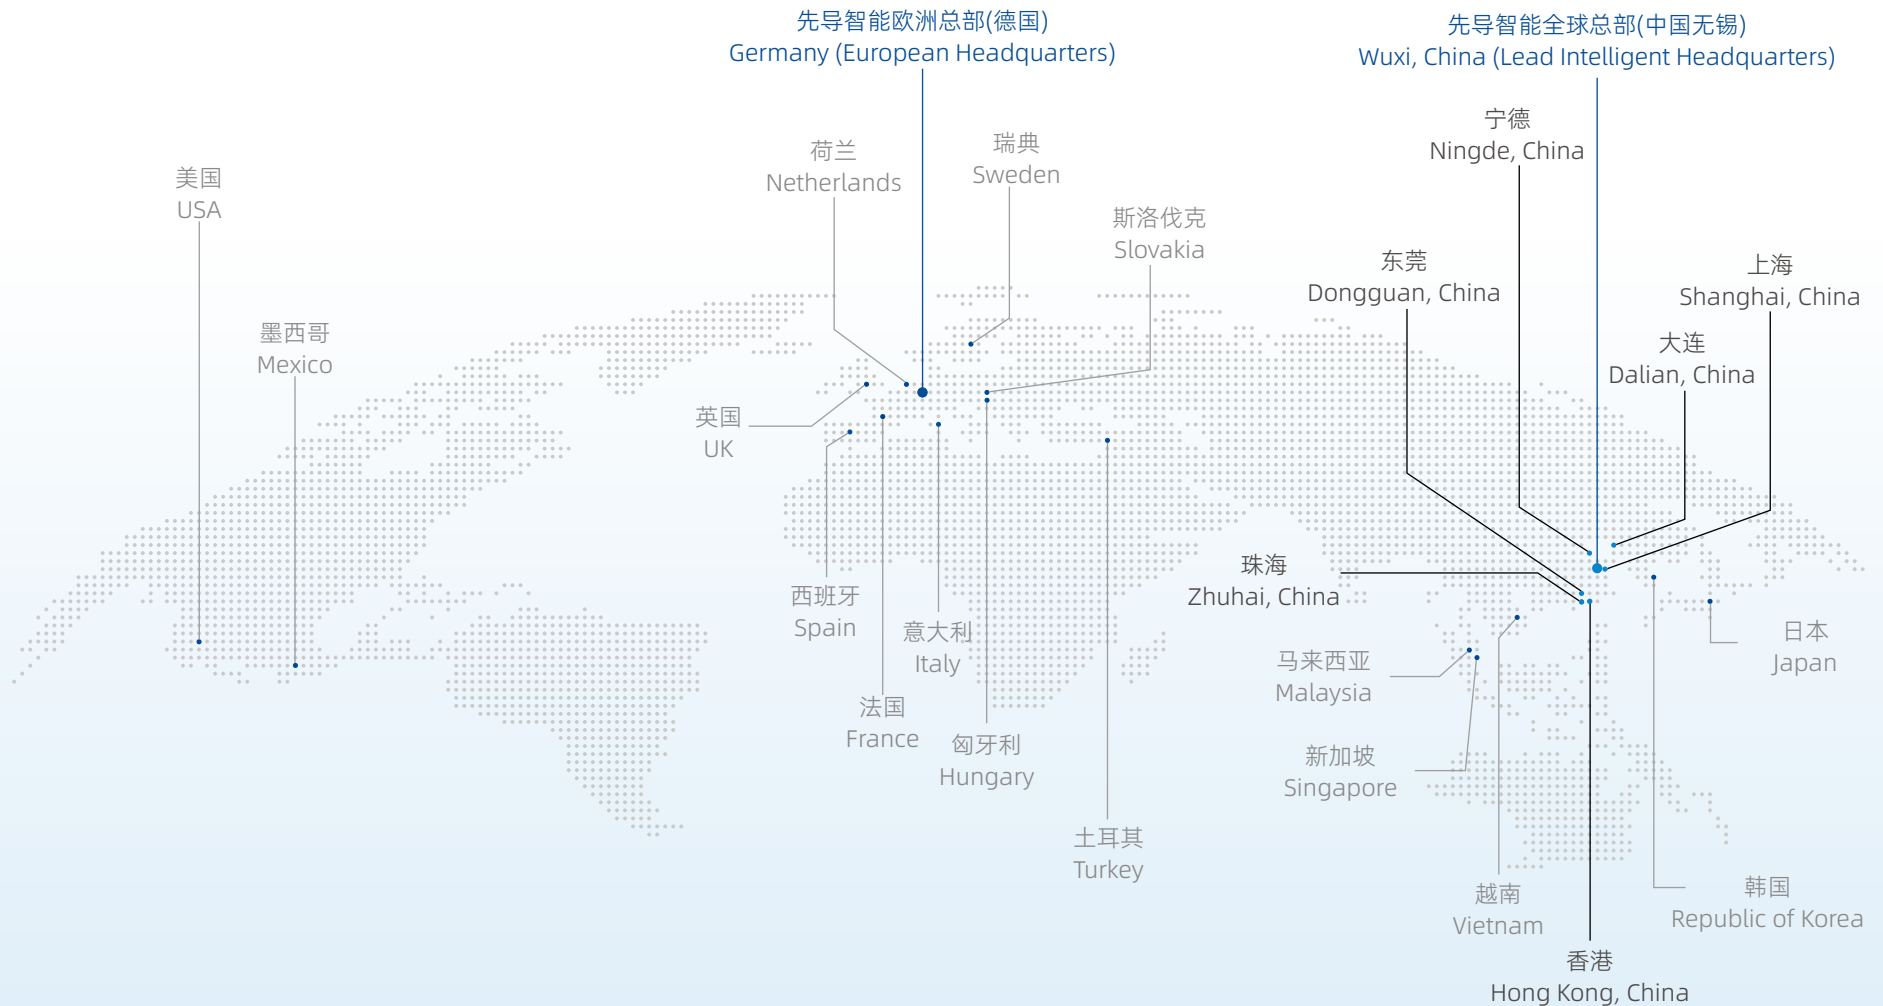 先导智能欧洲总部(德国)
Germany (European Headquarters)
先导智能全球总部(中国无锡)
Wuxi, China (Lead Intelligent Headquarters)
宁德
Ningde, China
荷兰
Netherlands
瑞典
Sweden
美国
USA
斯洛伐克
Slovakia
东莞
Dongguan, China
上海
Shanghai, China
墨西哥
Mexico
大连
Dalian, China
英国
UK
珠海
Zhuhai, China
西班牙
Spain
意大利
Italy
马来西亚
Malaysia
日本
Japan
法国
France
匈牙利
Hungary
新加坡
Singapore
土耳其
Turkey
越南
Vietnam
韩国
Republic of Korea
香港
Hong Kong, China